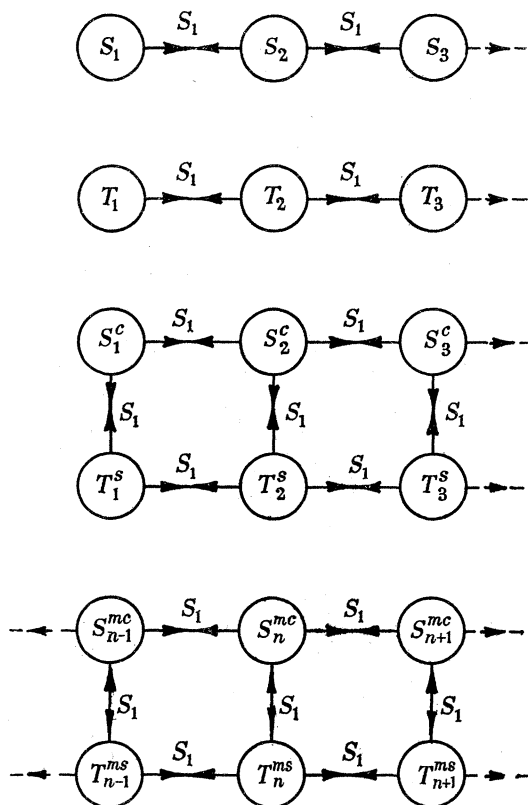 S₁ S₁ S₂ S₁ S₃
T₁ S₁ T₂ S₁ T₃
S₁ᶜ S₁ S₂ᶜ S₁ S₃ᶜ
S₁ S₁ S₁
T₁ˢ S₁ T₂ˢ S₁ T₃ˢ
Sₙ₋₁ᵐᶜ S₁ Sₙᵐᶜ S₁ Sₙ₊₁ᵐᶜ
S₁ S₁ S₁
Tₙ₋₁ᵐˢ S₁ Tₙᵐˢ S₁ Tₙ₊₁ᵐˢ